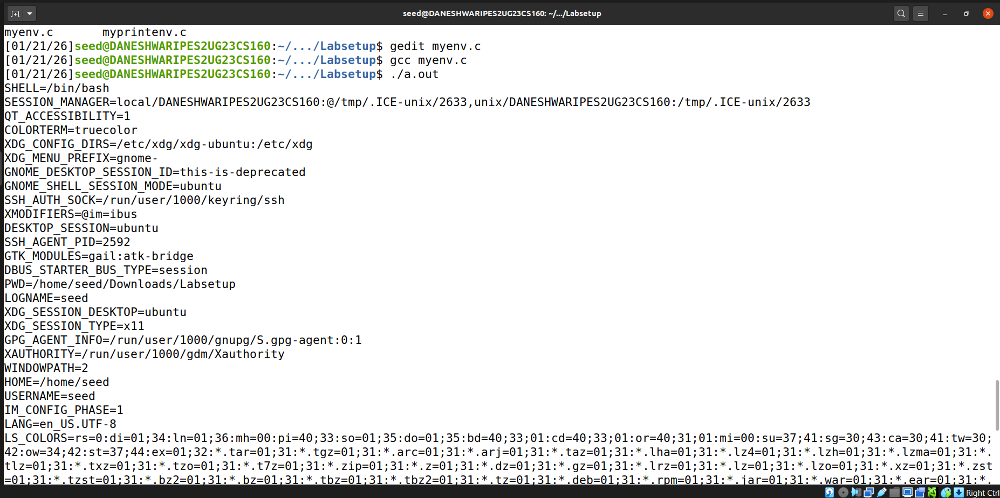 seed@DANESHWARIPES2UG23CS160: ~/.../Labsetup
myenv.c       myprintenv.c
[01/21/26]seed@DANESHWARIPES2UG23CS160:~/.../Labsetup$ gedit myenv.c
[01/21/26]seed@DANESHWARIPES2UG23CS160:~/.../Labsetup$ gcc myenv.c
[01/21/26]seed@DANESHWARIPES2UG23CS160:~/.../Labsetup$ ./a.out
SHELL=/bin/bash
SESSION_MANAGER=local/DANESHWARIPES2UG23CS160:@/tmp/.ICE-unix/2633,unix/DANESHWARIPES2UG23CS160:/tmp/.ICE-unix/2633
QT_ACCESSIBILITY=1
COLORTERM=truecolor
XDG_CONFIG_DIRS=/etc/xdg/xdg-ubuntu:/etc/xdg
XDG_MENU_PREFIX=gnome-
GNOME_DESKTOP_SESSION_ID=this-is-deprecated
GNOME_SHELL_SESSION_MODE=ubuntu
SSH_AUTH_SOCK=/run/user/1000/keyring/ssh
XMODIFIERS=@im=ibus
DESKTOP_SESSION=ubuntu
SSH_AGENT_PID=2592
GTK_MODULES=gail:atk-bridge
DBUS_STARTER_BUS_TYPE=session
PWD=/home/seed/Downloads/Labsetup
LOGNAME=seed
XDG_SESSION_DESKTOP=ubuntu
XDG_SESSION_TYPE=x11
GPG_AGENT_INFO=/run/user/1000/gnupg/S.gpg-agent:0:1
XAUTHORITY=/run/user/1000/gdm/Xauthority
WINDOWPATH=2
HOME=/home/seed
USERNAME=seed
IM_CONFIG_PHASE=1
LANG=en_US.UTF-8
LS_COLORS=rs=0:di=01;34:ln=01;36:mh=00:pi=40;33:so=01;35:do=01;35:bd=40;33;01:cd=40;33;01:or=40;31;01:mi=00:su=37;41:sg=30;43:ca=30;41:tw=30;
42:ow=34;42:st=37;44:ex=01;32:*.tar=01;31:*.tgz=01;31:*.arc=01;31:*.arj=01;31:*.taz=01;31:*.lha=01;31:*.lz4=01;31:*.lzh=01;31:*.lzma=01;31:*.
tlz=01;31:*.txz=01;31:*.tzo=01;31:*.t7z=01;31:*.zip=01;31:*.z=01;31:*.dz=01;31:*.gz=01;31:*.lrz=01;31:*.lz=01;31:*.lzo=01;31:*.xz=01;31:*.zst
=01;31:*.tzst=01;31:*.bz2=01;31:*.bz=01;31:*.tbz=01;31:*.tbz2=01;31:*.tz=01;31:*.deb=01;31:*.rpm=01;31:*.jar=01;31:*.war=01;31:*.ear=01;31:*.
Right Ctrl